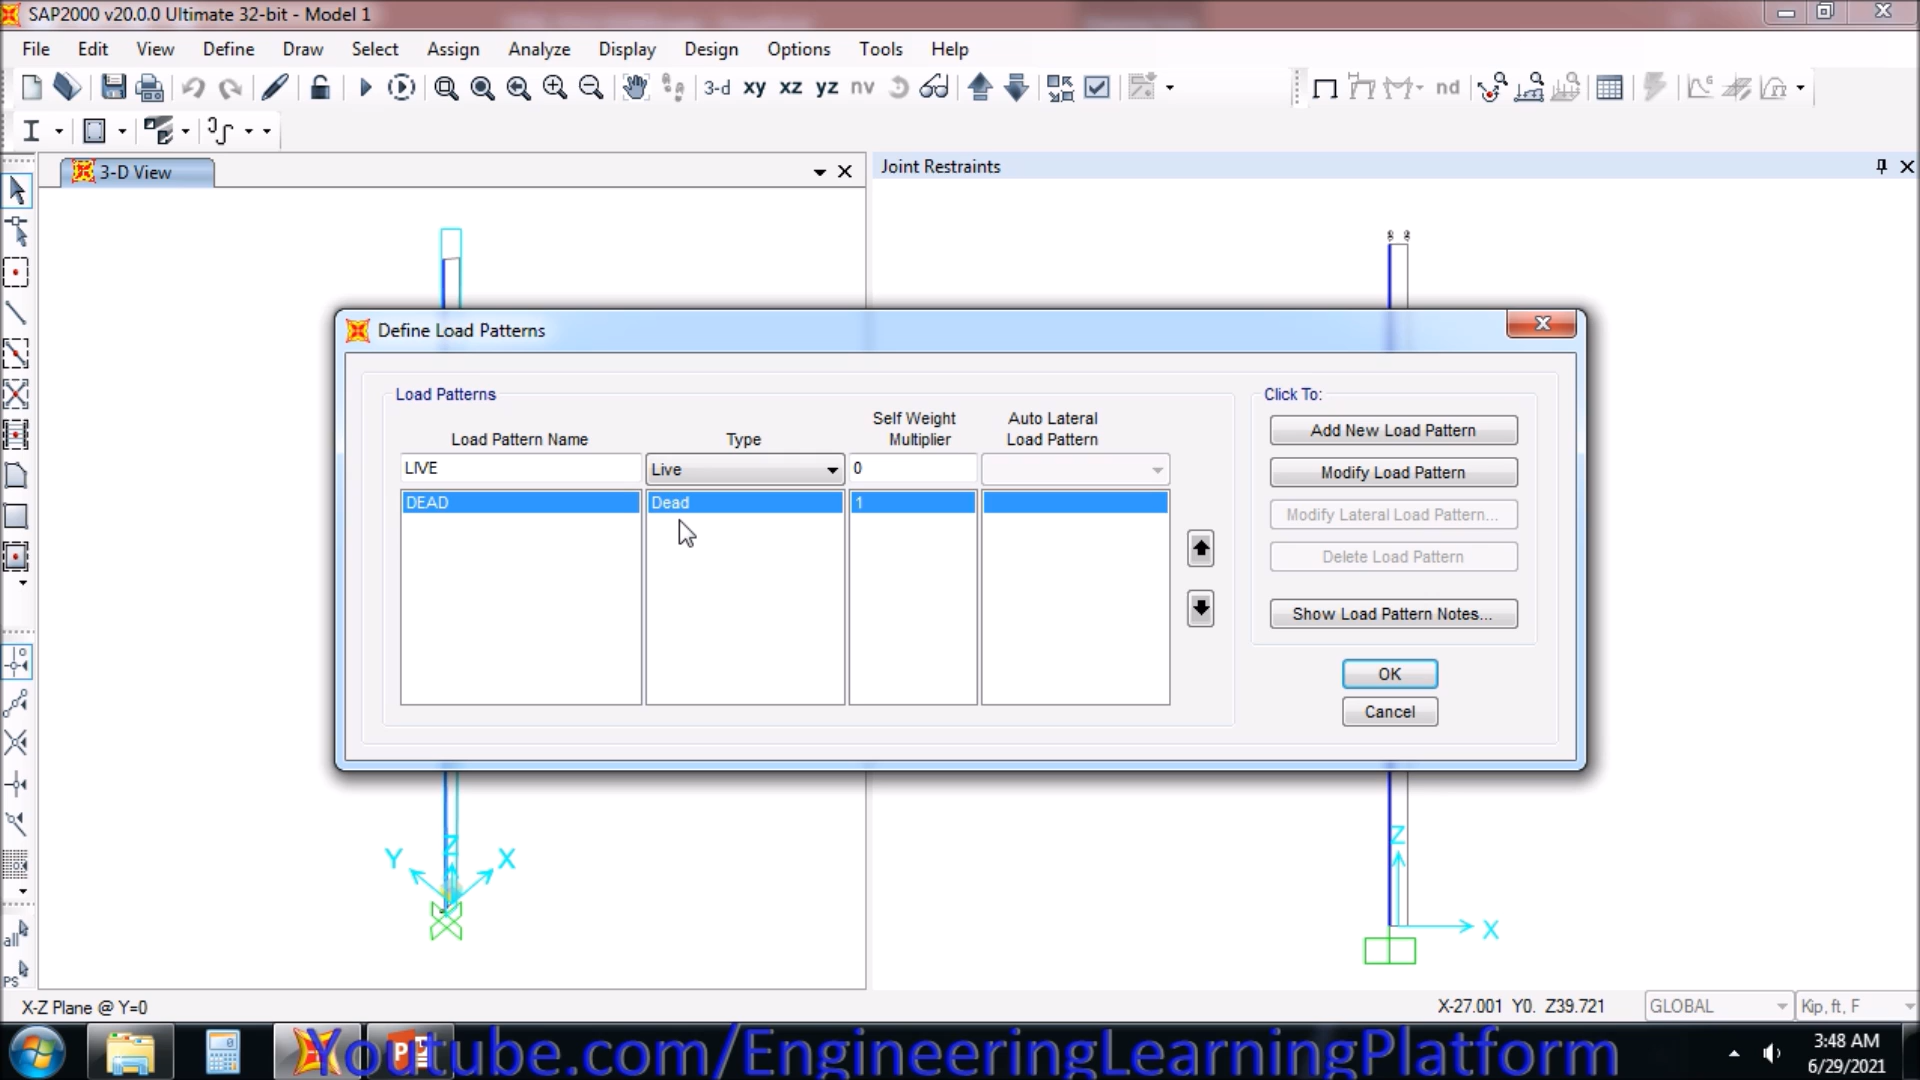 SAP2000 v20.0.0 Ultimate 32-bit - Model 1
File Edit View Define Draw Select Assign Analyze Display Design Options Tools Help
3-d xy xz yz nv nd
3-D View
Joint Restraints
Define Load Patterns
Load Patterns
Click To:
Load Pattern Name
Type
Self Weight
Multiplier
Auto Lateral
Load Pattern
LIVE Live 0
DEAD Dead 1
Add New Load Pattern
Modify Load Pattern
Modify Lateral Load Pattern...
Delete Load Pattern
Show Load Pattern Notes...
OK
Cancel
Y Z X
Z
X
all
PS
X-Z Plane @ Y=0
X-27.001 Y0. Z39.721
GLOBAL
Kip, ft, F
Youtube.com/EngineeringLearningPlatform
3:48 AM
6/29/2021